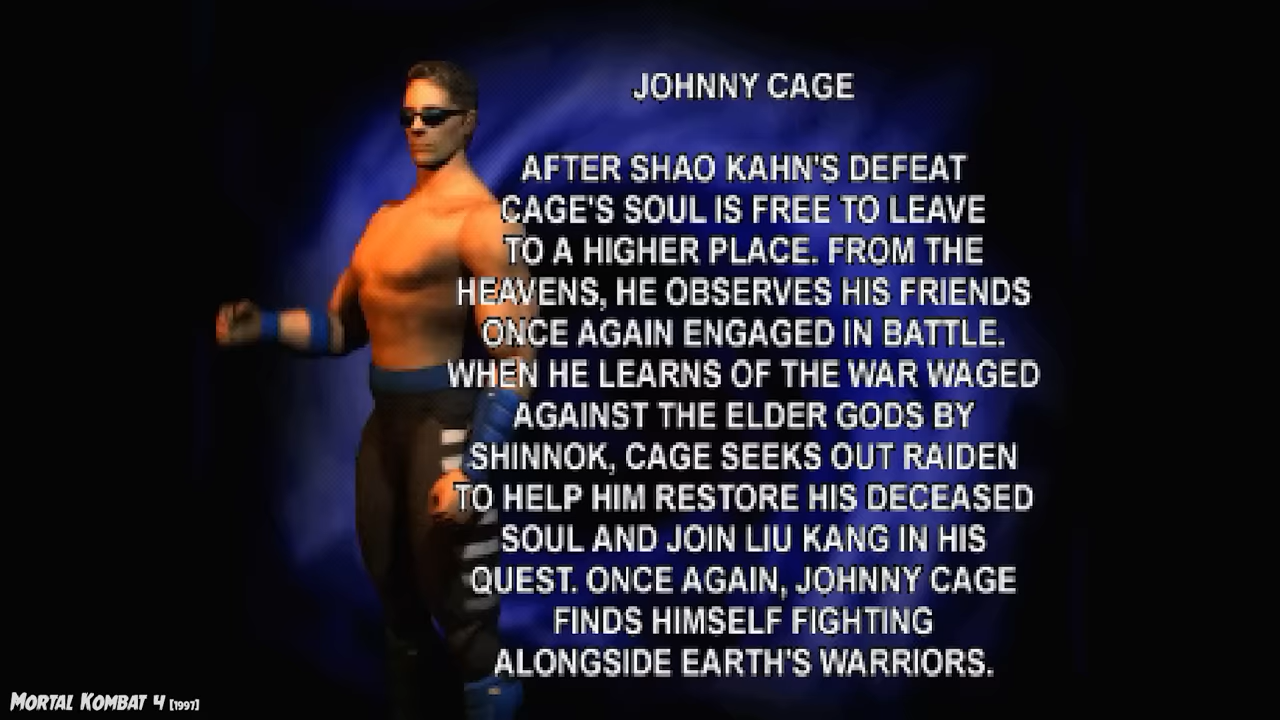 JOHNNY CAGE
AFTER SHAO KAHN'S DEFEAT
CAGE'S SOUL IS FREE TO LEAVE
TO A HIGHER PLACE. FROM THE
HEAVENS, HE OBSERVES HIS FRIENDS
ONCE AGAIN ENGAGED IN BATTLE.
WHEN HE LEARNS OF THE WAR WAGED
AGAINST THE ELDER GODS BY
SHINNOK, CAGE SEEKS OUT RAIDEN
TO HELP HIM RESTORE HIS DECEASED
SOUL AND JOIN LIU KANG IN HIS
QUEST. ONCE AGAIN, JOHNNY CAGE
FINDS HIMSELF FIGHTING
ALONGSIDE EARTH'S WARRIORS.
MORTAL KOMBAT 4 [1997]